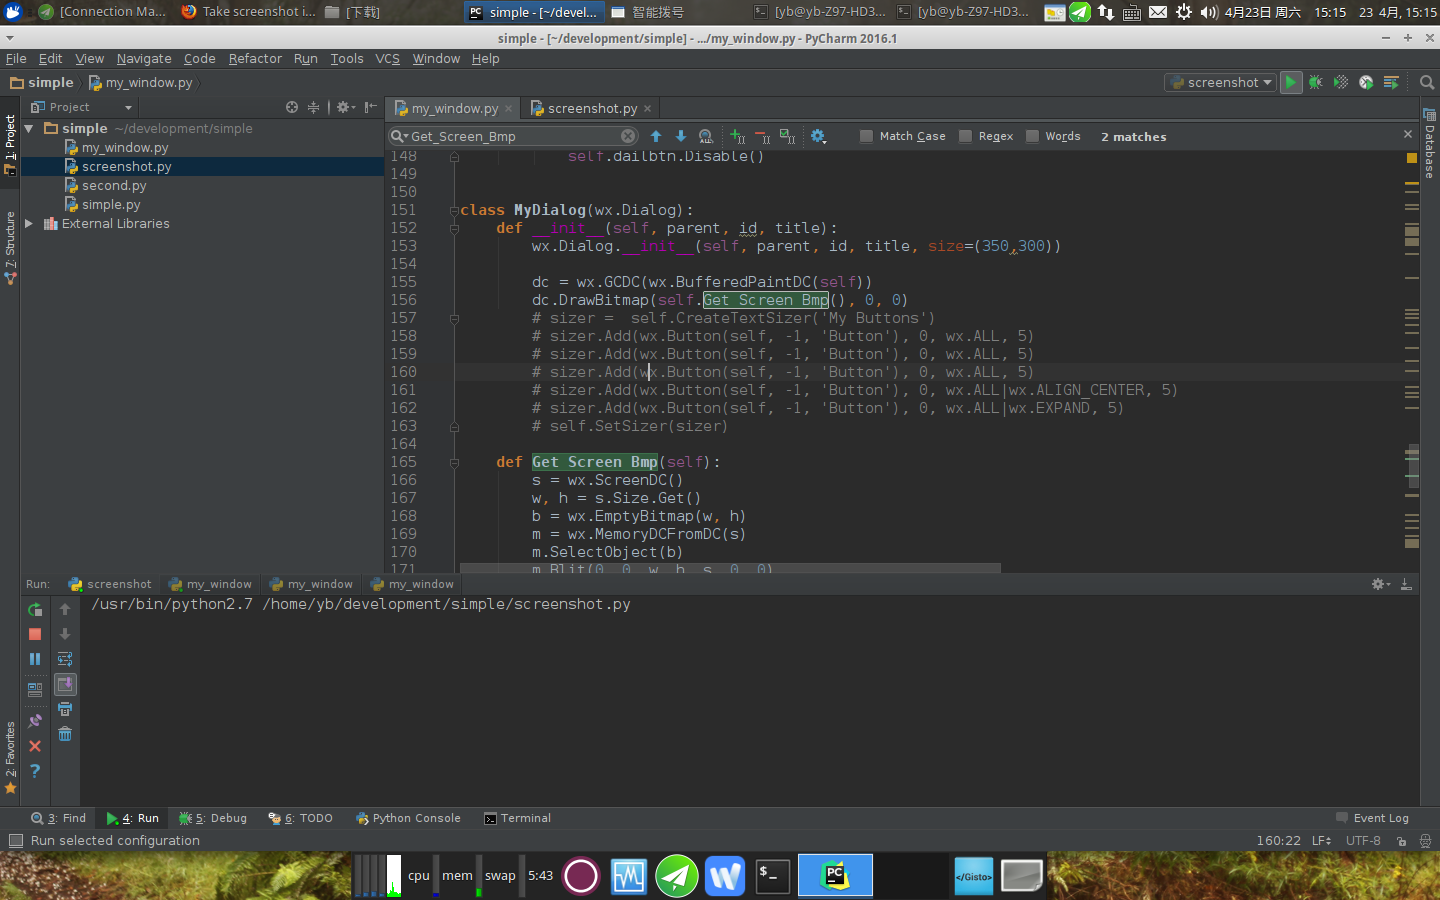 [Connection Ma...
Take screenshot i...
[下载]
simple - [~/devel...
智能拨号
[yb@yb-Z97-HD3...
[yb@yb-Z97-HD3...
4月23日 周六
15:15
23 4月, 15:15
simple - [~/development/simple] - .../my_window.py - PyCharm 2016.1
File Edit View Navigate Code Refactor Run Tools VCS Window Help
simple
my_window.py
screenshot
Project
my_window.py
screenshot.py
1: Project
7: Structure
2: Favorites
Database
simple ~/development/simple
my_window.py
screenshot.py
second.py
simple.py
External Libraries
Get_Screen_Bmp
Match Case
Regex
Words
2 matches
148 self.dailbtn.Disable()
149
150
151 class MyDialog(wx.Dialog):
152 def __init__(self, parent, id, title):
153 wx.Dialog.__init__(self, parent, id, title, size=(350,300))
154
155 dc = wx.GCDC(wx.BufferedPaintDC(self))
156 dc.DrawBitmap(self.Get_Screen_Bmp(), 0, 0)
157 # sizer =  self.CreateTextSizer('My Buttons')
158 # sizer.Add(wx.Button(self, -1, 'Button'), 0, wx.ALL, 5)
159 # sizer.Add(wx.Button(self, -1, 'Button'), 0, wx.ALL, 5)
160 # sizer.Add(wx.Button(self, -1, 'Button'), 0, wx.ALL, 5)
161 # sizer.Add(wx.Button(self, -1, 'Button'), 0, wx.ALL|wx.ALIGN_CENTER, 5)
162 # sizer.Add(wx.Button(self, -1, 'Button'), 0, wx.ALL|wx.EXPAND, 5)
163 # self.SetSizer(sizer)
164
165 def Get_Screen_Bmp(self):
166 s = wx.ScreenDC()
167 w, h = s.Size.Get()
168 b = wx.EmptyBitmap(w, h)
169 m = wx.MemoryDCFromDC(s)
170 m.SelectObject(b)
171 m.Blit(0, 0, w, h, s, 0, 0)
Run: screenshot my_window my_window my_window
/usr/bin/python2.7 /home/yb/development/simple/screenshot.py
3: Find
4: Run
5: Debug
6: TODO
Python Console
Terminal
Event Log
Run selected configuration
160:22 LF UTF-8
cpu mem swap 5:43
PC
</Gisto>